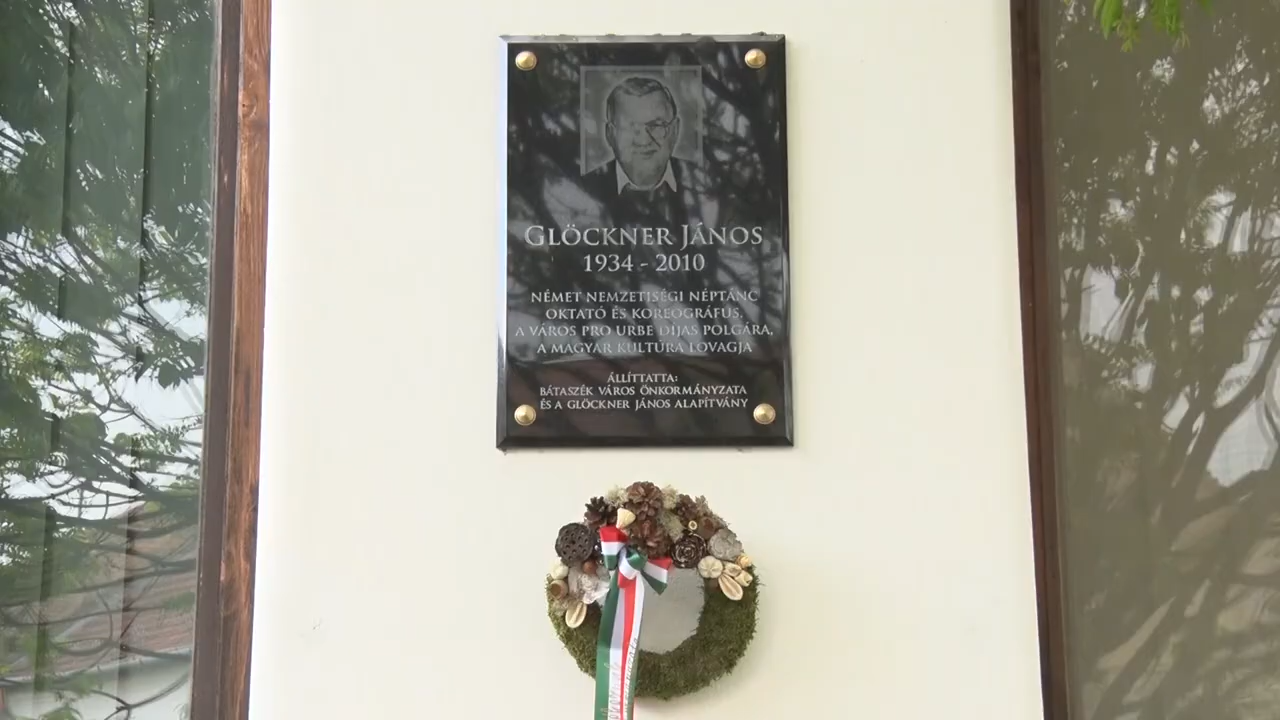 GLÖCKNER JÁNOS
1934 - 2010
NÉMET NEMZETISÉGI NÉPTÁNC
OKTATÓ ÉS KOREOGRÁFUS,
A VÁROS PRO URBE DÍJAS POLGÁRA,
A MAGYAR KULTÚRA LOVAGJA
ÁLLÍTTATTA:
BÁTASZÉK VÁROS ÖNKORMÁNYZATA
ÉS A GLÖCKNER JÁNOS ALAPÍTVÁNY